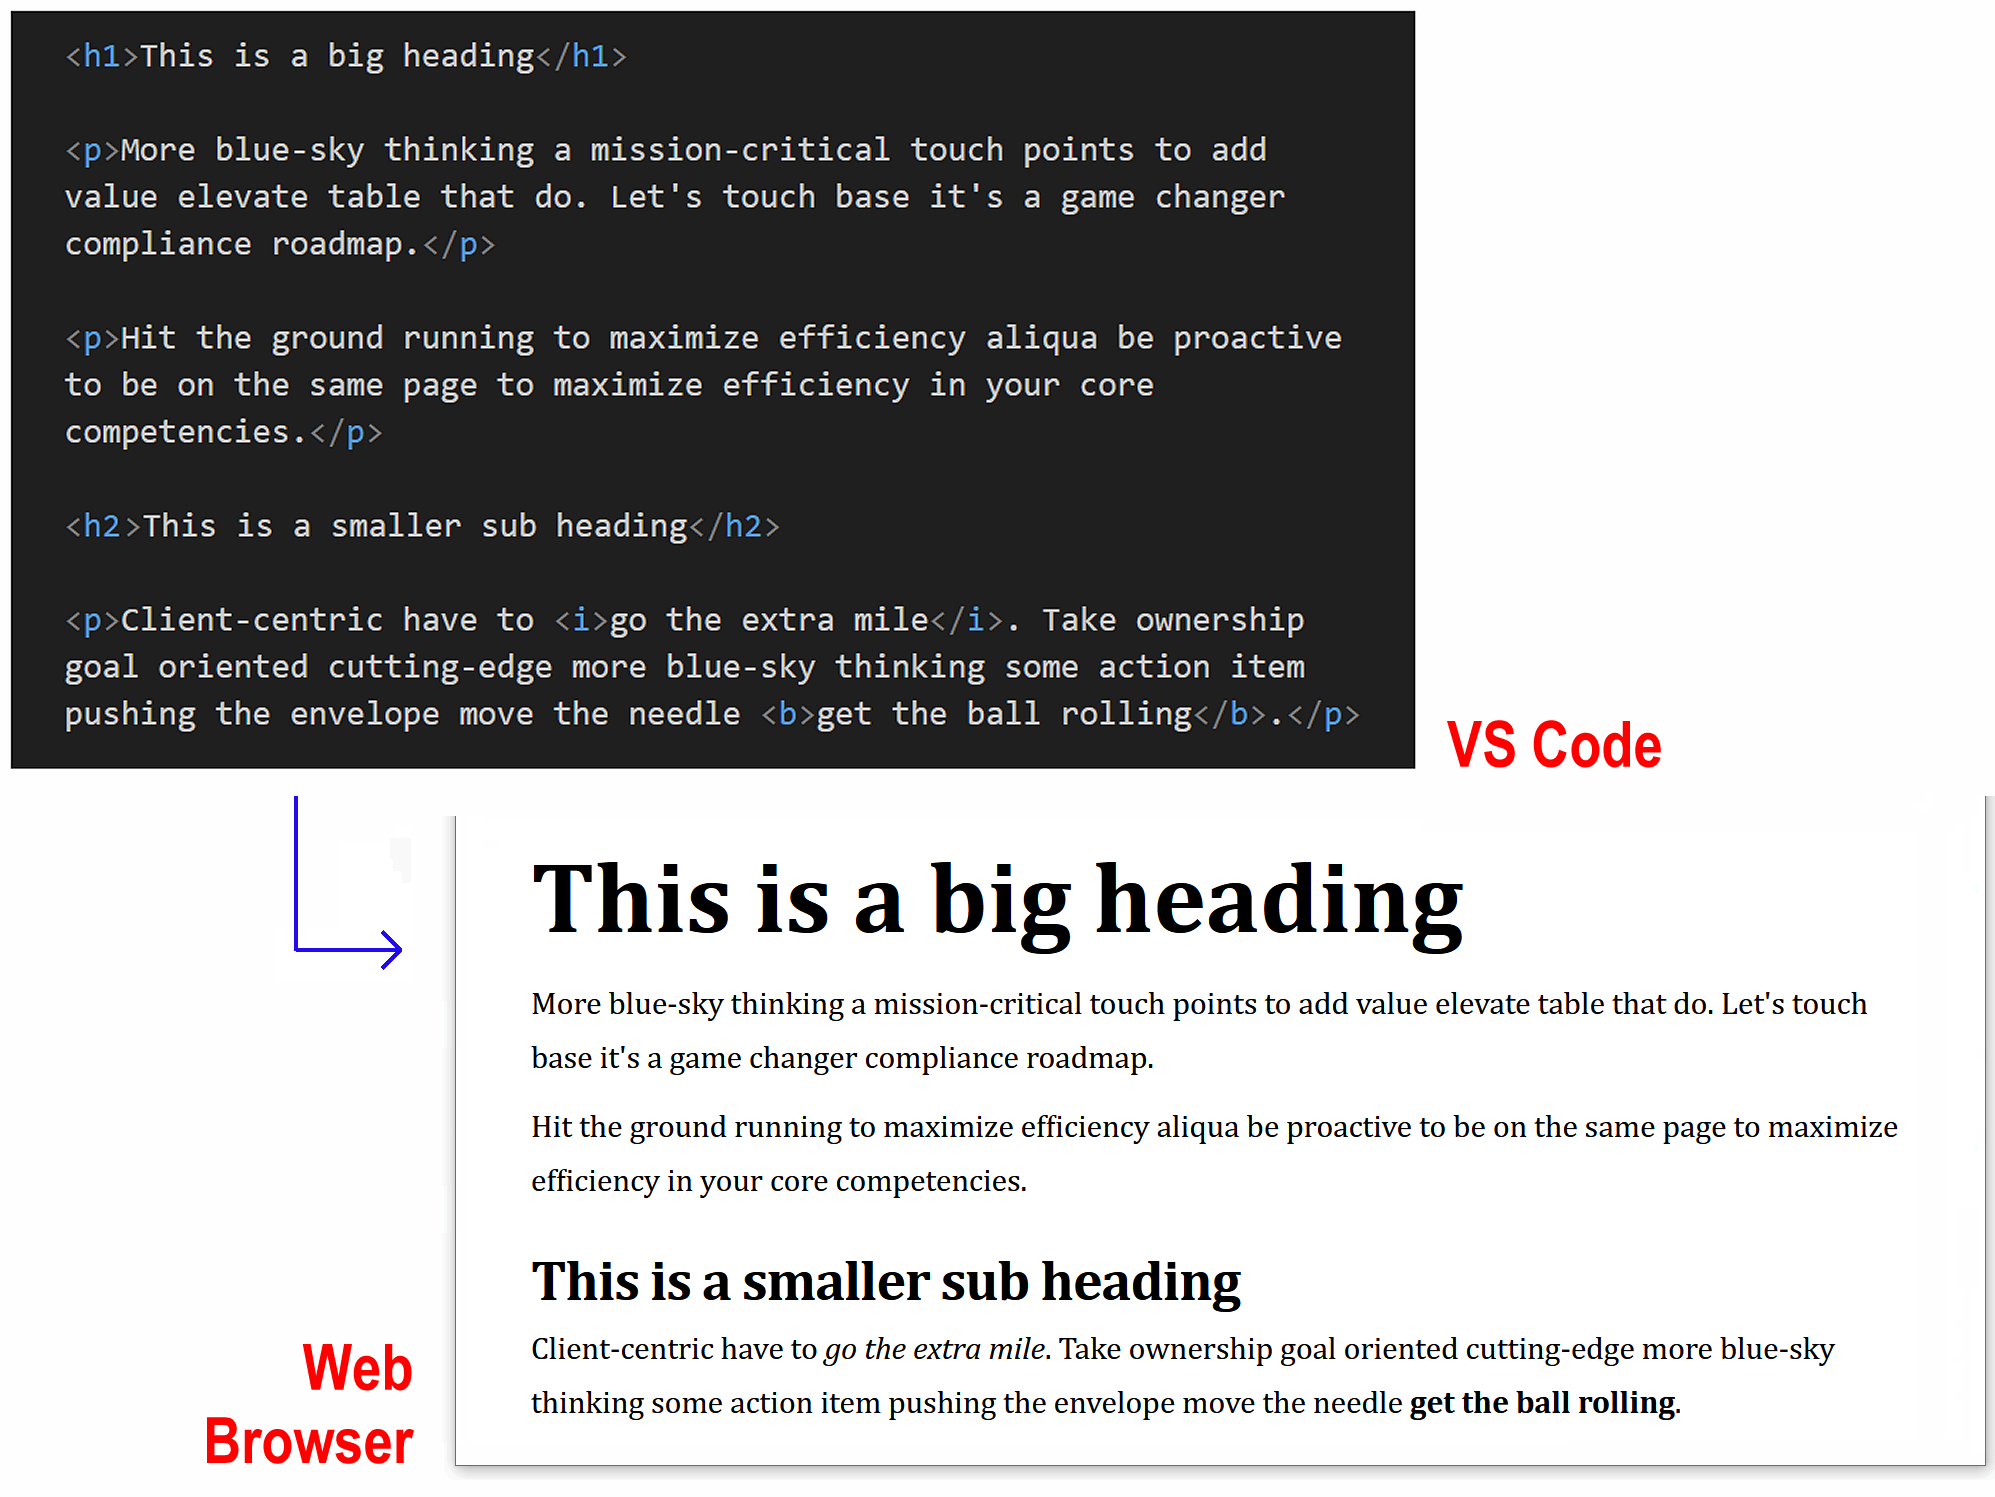 <h1>This is a big heading</h1>
<p>More blue-sky thinking a mission-critical touch points to add
value elevate table that do. Let's touch base it's a game changer
compliance roadmap.</p>
<p>Hit the ground running to maximize efficiency aliqua be proactive
to be on the same page to maximize efficiency in your core
competencies.</p>
<h2>This is a smaller sub heading</h2>
<p>Client-centric have to <i>go the extra mile</i>. Take ownership
goal oriented cutting-edge more blue-sky thinking some action item
pushing the envelope move the needle <b>get the ball rolling</b>.</p>
VS Code
This is a big heading
More blue-sky thinking a mission-critical touch points to add value elevate table that do. Let's touch
base it's a game changer compliance roadmap.
Hit the ground running to maximize efficiency aliqua be proactive to be on the same page to maximize
efficiency in your core competencies.
This is a smaller sub heading
Client-centric have to go the extra mile. Take ownership goal oriented cutting-edge more blue-sky
thinking some action item pushing the envelope move the needle get the ball rolling.
Web
Browser